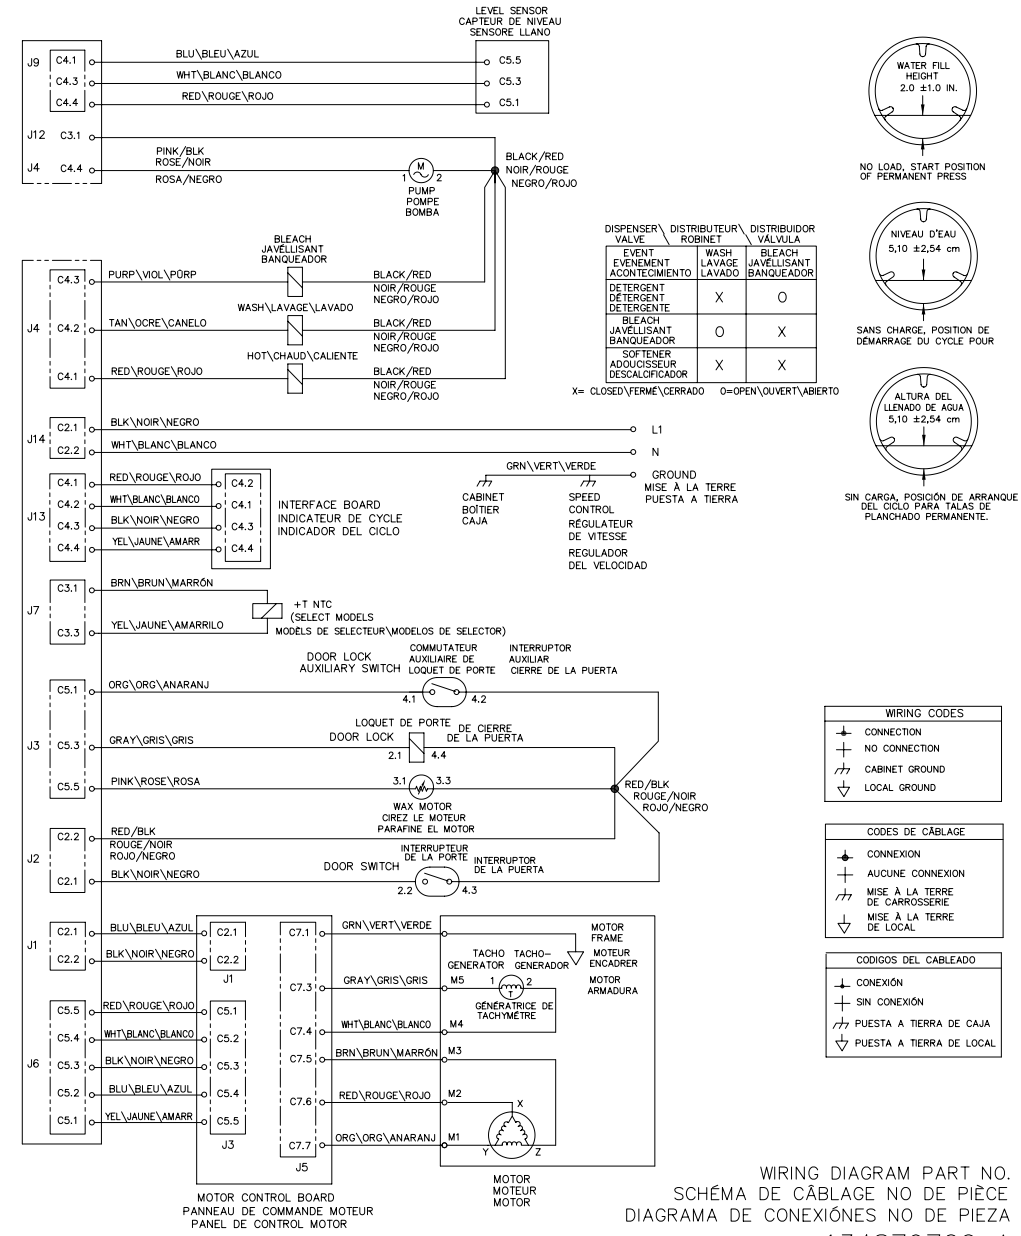 LEVEL SENSOR
CAPTEUR DE NIVEAU
SENSORE LLANO
J9
C4.1
BLU\BLEU\AZUL
C5.5
C4.3
WHT\BLANC\BLANCO
C5.3
C4.4
RED\ROUGE\ROJO
C5.1
J12
C3.1
J4
C4.4
PINK/BLK
ROSE/NOIR
ROSA/NEGRO
M
1
2
PUMP
POMPE
BOMBA
BLACK/RED
NOIR/ROUGE
NEGRO/ROJO
J4
C4.3
PURP\VIOL\PÛRP
BLEACH
JAVÉLLISANT
BANQUEADOR
BLACK/RED
NOIR/ROUGE
NEGRO/ROJO
C4.2
TAN\OCRE\CANELO
WASH\LAVAGE\LAVADO
BLACK/RED
NOIR/ROUGE
NEGRO/ROJO
C4.1
RED\ROUGE\ROJO
HOT\CHAUD\CALIENTE
BLACK/RED
NOIR/ROUGE
NEGRO/ROJO
J14
C2.1
BLK\NOIR\NEGRO
L1
C2.2
WHT\BLANC\BLANCO
N
GRN\VERT\VERDE
GROUND
MISE À LA TERRE
PUESTA A TIERRA
CABINET
BOÎTIER
CAJA
SPEED
CONTROL
RÉGULATEUR
DE VITESSE
REGULADOR
DEL VELOCIDAD
J13
C4.1
RED\ROUGE\ROJO
C4.2
C4.2
WHT\BLANC\BLANCO
C4.1
C4.3
BLK\NOIR\NEGRO
C4.3
C4.4
YEL\JAUNE\AMARR
C4.4
INTERFACE BOARD
INDICATEUR DE CYCLE
INDICADOR DEL CICLO
J7
C3.1
BRN\BRUN\MARRÓN
C3.3
YEL\JAUNE\AMARRILO
+T NTC
(SELECT MODELS
MODÈLS DE SELECTEUR\MODELOS DE SELECTOR)
J3
C5.1
ORG\ORG\ANARANJ
DOOR LOCK
AUXILIARY SWITCH
COMMUTATEUR
AUXILIAIRE DE
LOQUET DE PORTE
INTERRUPTOR
AUXILIAR
CIERRE DE LA PUERTA
4.1
4.2
C5.3
GRAY\GRIS\GRIS
LOQUET DE PORTE
DOOR LOCK
DE CIERRE
DE LA PUERTA
2.1
4.4
C5.5
PINK\ROSE\ROSA
3.1
3.3
WAX MOTOR
CIREZ LE MOTEUR
PARAFINE EL MOTOR
RED/BLK
ROUGE/NOIR
ROJO/NEGRO
J2
C2.2
RED/BLK
ROUGE/NOIR
ROJO/NEGRO
C2.1
BLK\NOIR\NEGRO
DOOR SWITCH
INTERRUPTEUR
DE LA PORTE
INTERRUPTOR
DE LA PUERTA
2.2
4.3
J1
C2.1
BLU\BLEU\AZUL
C2.1
C2.2
BLK\NOIR\NEGRO
C2.2
J1
J6
C5.5
RED\ROUGE\ROJO
C5.1
C5.4
WHT\BLANC\BLANCO
C5.2
C5.3
BLK\NOIR\NEGRO
C5.3
C5.2
BLU\BLEU\AZUL
C5.4
C5.1
YEL\JAUNE\AMARR
C5.5
J3
C7.1
GRN\VERT\VERDE
MOTOR
FRAME
MOTEUR
ENCADRER
MOTOR
ARMADURA
C7.3
GRAY\GRIS\GRIS
M5
TACHO
GENERATOR
TACHO-
GENERADOR
1
2
T
GÉNÉRATRICE DE
TACHYMÉTRE
C7.4
WHT\BLANC\BLANCO
M4
C7.5
BRN\BRUN\MARRÓN
M3
C7.6
RED\ROUGE\ROJO
M2
C7.7
ORG\ORG\ANARANJ
M1
X
Y
Z
J5
MOTOR CONTROL BOARD
PANNEAU DE COMMANDE MOTEUR
PANEL DE CONTROL MOTOR
MOTOR
MOTEUR
MOTOR
DISPENSER\ DISTRIBUTEUR\ DISTRIBUIDOR
VALVE ROBINET VÁLVULA
EVENT
EVENEMENT
ACONTECIMIENTO
WASH
LAVAGE
LAVADO
BLEACH
JAVÉLLISANT
BANQUEADOR
DETERGENT
DÉTERGENT
DETERGENTE
X
O
BLEACH
JAVÉLLISANT
BANQUEADOR
O
X
SOFTENER
ADOUCISSEUR
DESCALCIFICADOR
X
X
X= CLOSED\FERMÉ\CERRADO O=OPEN\OUVERT\ABIERTO
WATER FILL
HEIGHT
2.0 ±1.0 IN.
NO LOAD, START POSITION
OF PERMANENT PRESS
NIVEAU D'EAU
5,10 ±2,54 cm
SANS CHARGE, POSITION DE
DÉMARRAGE DU CYCLE POUR
ALTURA DEL
LLENADO DE AGUA
5,10 ±2,54 cm
SIN CARGA, POSICIÓN DE ARRANQUE
DEL CICLO PARA TALAS DE
PLANCHADO PERMANENTE.
WIRING CODES
CONNECTION
NO CONNECTION
CABINET GROUND
LOCAL GROUND
CODES DE CÂBLAGE
CONNEXION
AUCUNE CONNEXION
MISE À LA TERRE
DE CARROSSERIE
MISE À LA TERRE
DE LOCAL
CODIGOS DEL CABLEADO
CONEXIÓN
SIN CONEXIÓN
PUESTA A TIERRA DE CAJA
PUESTA A TIERRA DE LOCAL
WIRING DIAGRAM PART NO.
SCHÉMA DE CÂBLAGE NO DE PIÈCE
DIAGRAMA DE CONEXIÓNES NO DE PIEZA